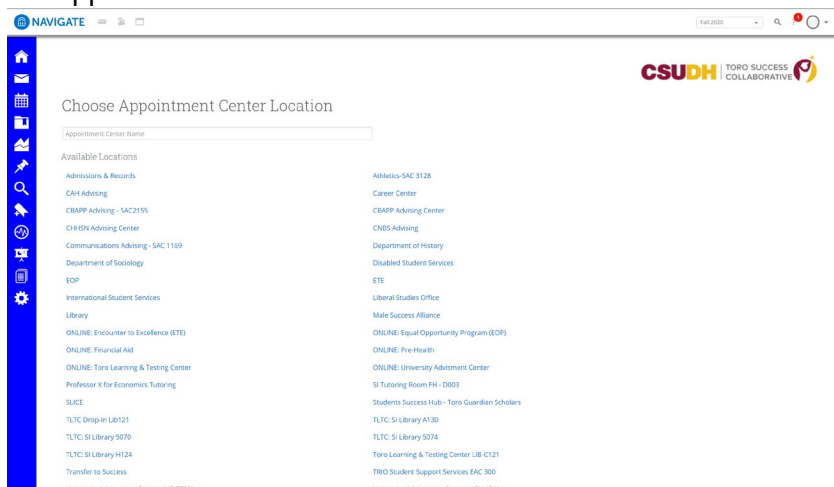 NAVIGATE
Fall 2020
1
CSUDH TORO SUCCESS
COLLABORATIVE
Choose Appointment Center Location
Appointment Center Name
Available Locations
Admissions & Records Athletics-SAC 3128
CAH Advising Career Center
CBAPP Advising - SAC2155 CBAPP Advising Center
CHHSN Advising Center CNBS Advising
Communications Advising - SAC 1169 Department of History
Department of Sociology Disabled Student Services
EOP ETE
International Student Services Liberal Studies Office
Library Male Success Alliance
ONLINE: Encounter to Excellence (ETE) ONLINE: Equal Opportunity Program (EOP)
ONLINE: Financial Aid ONLINE: Pre-Health
ONLINE: Toro Learning & Testing Center ONLINE: University Advisment Center
Professor X for Economics Tutoring SI Tutoring Room FH - D003
SLICE Students Success Hub - Toro Guardian Scholars
TLTC Drop-In Lib121 TLTC: SI Library A130
TLTC: SI Library 5070 TLTC: SI Library 5074
TLTC: SI Library H124 Toro Learning & Testing Center LIB-C121
Transfer to Success TRIO Student Support Services EAC 300